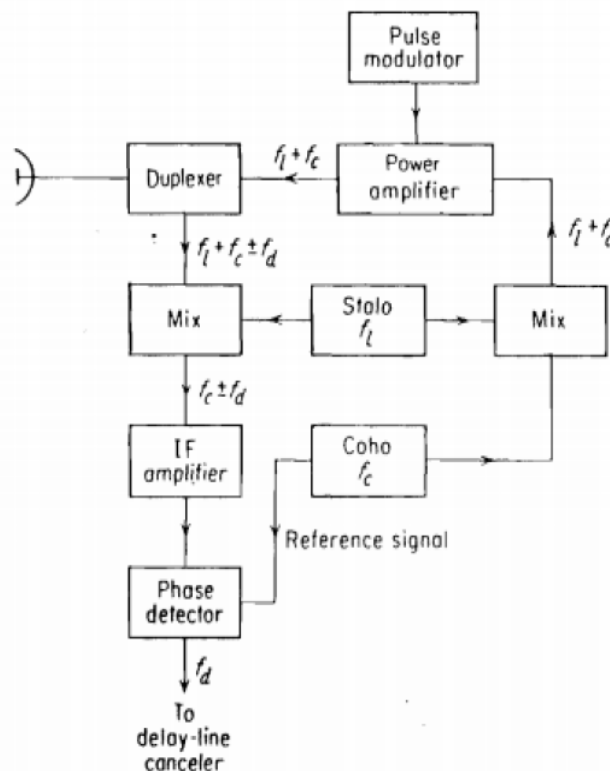 Pulse
modulator
f_l + f_c
Duplexer
Power
amplifier
f_l + f_c
f_l + f_c ± f_d
Mix
Stalo
f_l
Mix
f_c ± f_d
IF
amplifier
Coho
f_c
Reference signal
Phase
detector
f_d
To
delay-line
canceler